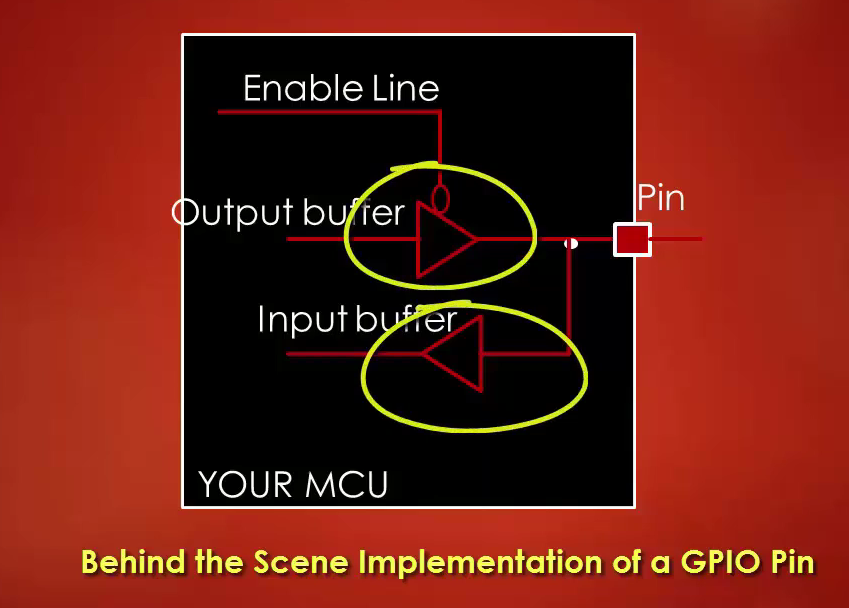 Enable Line
Output buffer
Pin
Input buffer
YOUR MCU
Behind the Scene Implementation of a GPIO Pin